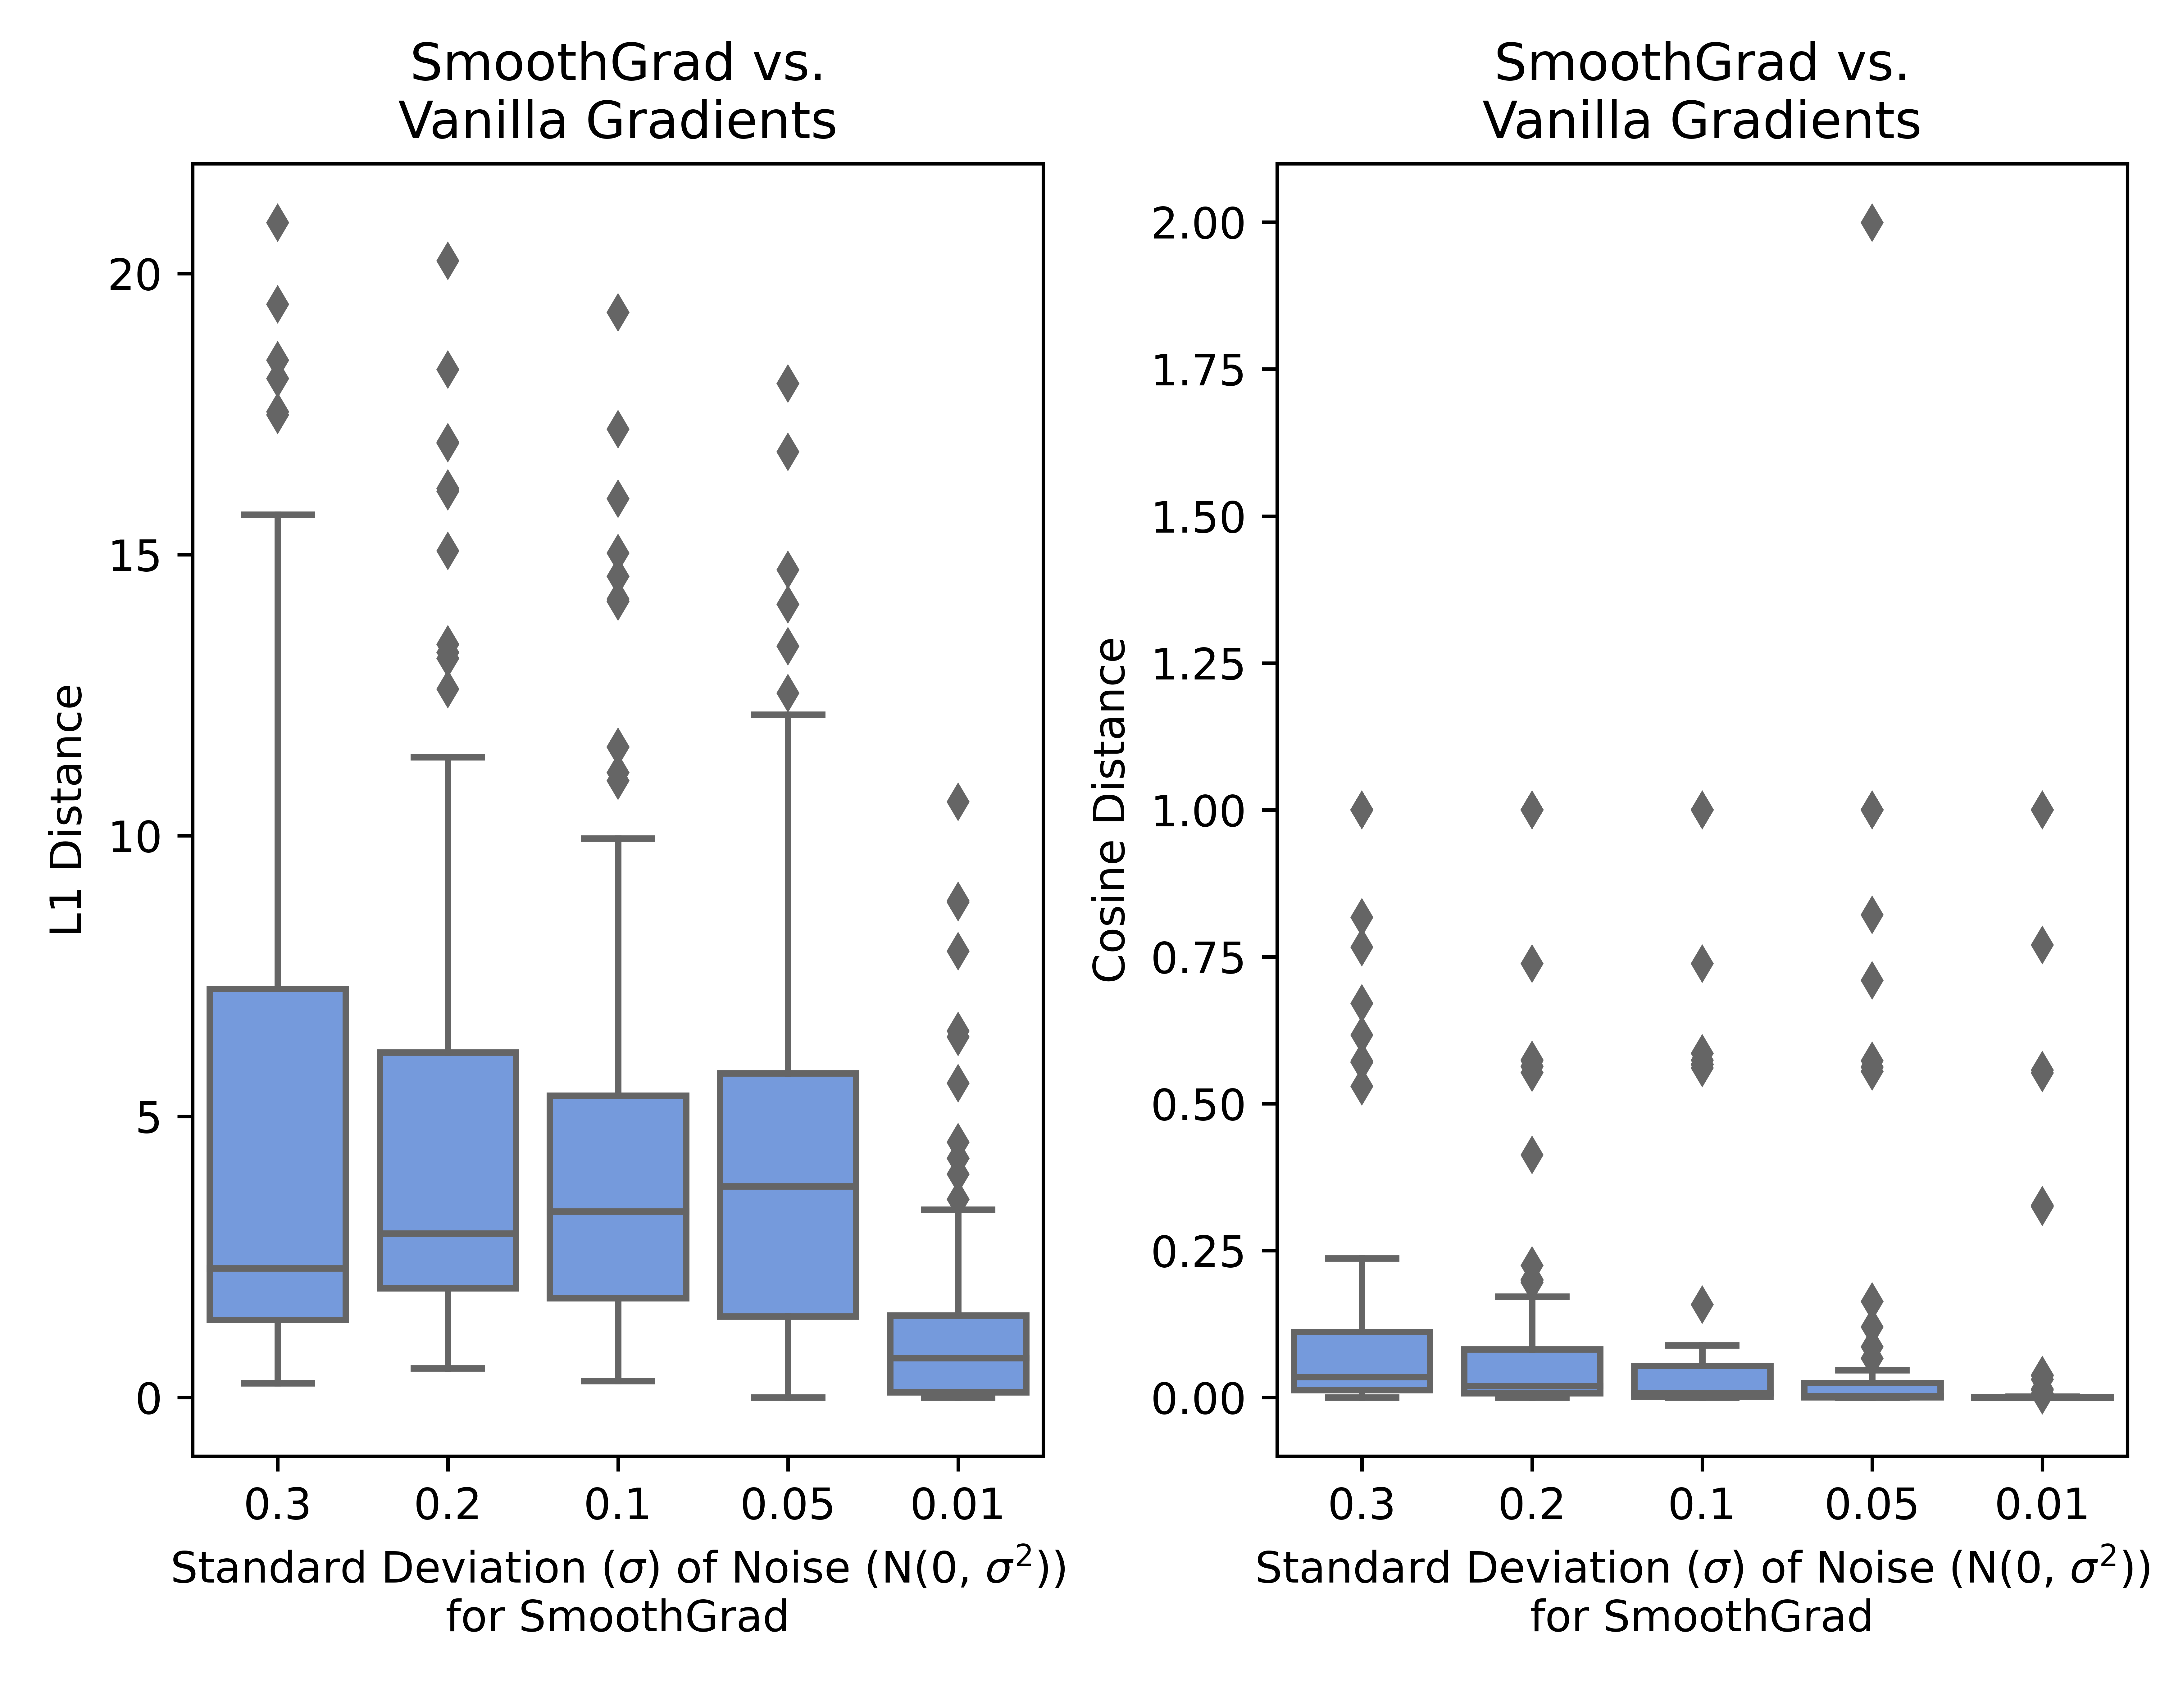 SmoothGrad vs.
Vanilla Gradients
20
15
10
5
0
L1 Distance
0.3 0.2 0.1 0.05 0.01
Standard Deviation (σ) of Noise (N(0, σ²))
for SmoothGrad
SmoothGrad vs.
Vanilla Gradients
2.00
1.75
1.50
1.25
1.00
0.75
0.50
0.25
0.00
Cosine Distance
0.3 0.2 0.1 0.05 0.01
Standard Deviation (σ) of Noise (N(0, σ²))
for SmoothGrad